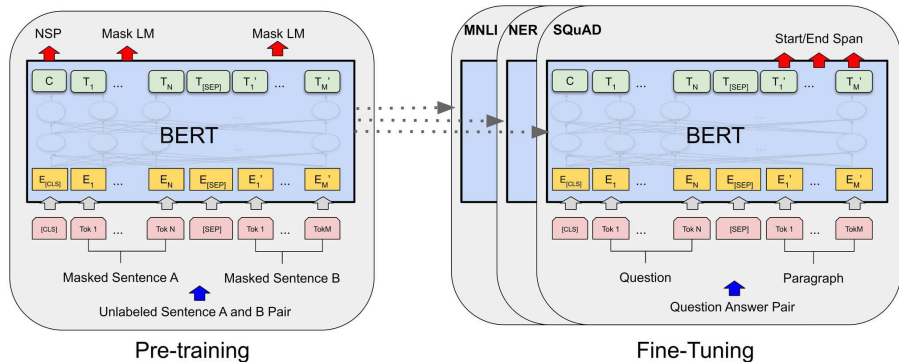 NSP Mask LM Mask LM
C T1 ... TN T[SEP] T1' ... TM'
BERT
E[CLS] E1 ... EN E[SEP] E1' ... EM'
[CLS] Tok 1 ... Tok N [SEP] Tok 1 ... TokM
Masked Sentence A Masked Sentence B
Unlabeled Sentence A and B Pair
Pre-training
MNLI NER SQuAD
Start/End Span
C T1 ... TN T[SEP] T1' ... TM'
BERT
E[CLS] E1 ... EN E[SEP] E1' ... EM'
[CLS] Tok 1 ... Tok N [SEP] Tok 1 ... TokM
Question Paragraph
Question Answer Pair
Fine-Tuning